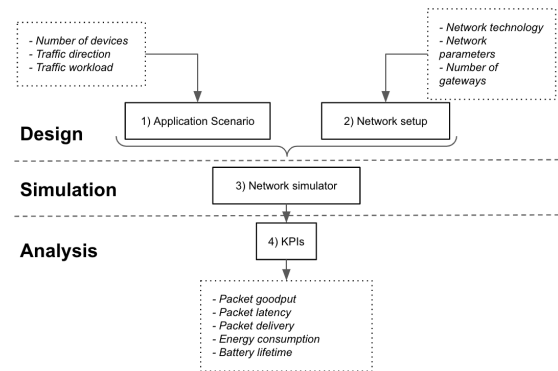 - Number of devices
- Traffic direction
- Traffic workload
- Network technology
- Network
parameters
- Number of
gateways
1) Application Scenario
2) Network setup
Design
Simulation
3) Network simulator
Analysis
4) KPIs
- Packet goodput
- Packet latency
- Packet delivery
- Energy consumption
- Battery lifetime